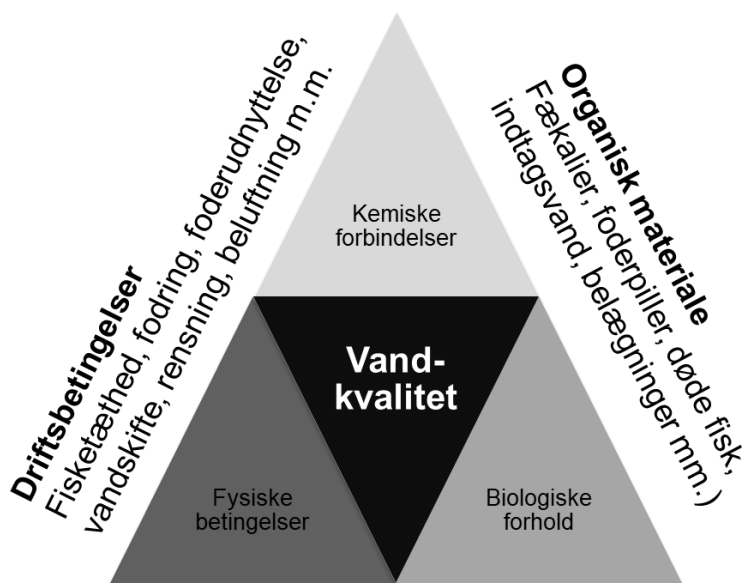 Driftsbetingelser
Fisketæthed, fodring, foderudnyttelse,
vandskifte, rensning, beluftning m.m.
Organisk materiale
Fækalier, foderpiller, døde fisk,
indtagsvand, belægninger mm.)
Kemiske
forbindelser
Vand-
kvalitet
Fysiske
betingelser
Biologiske
forhold